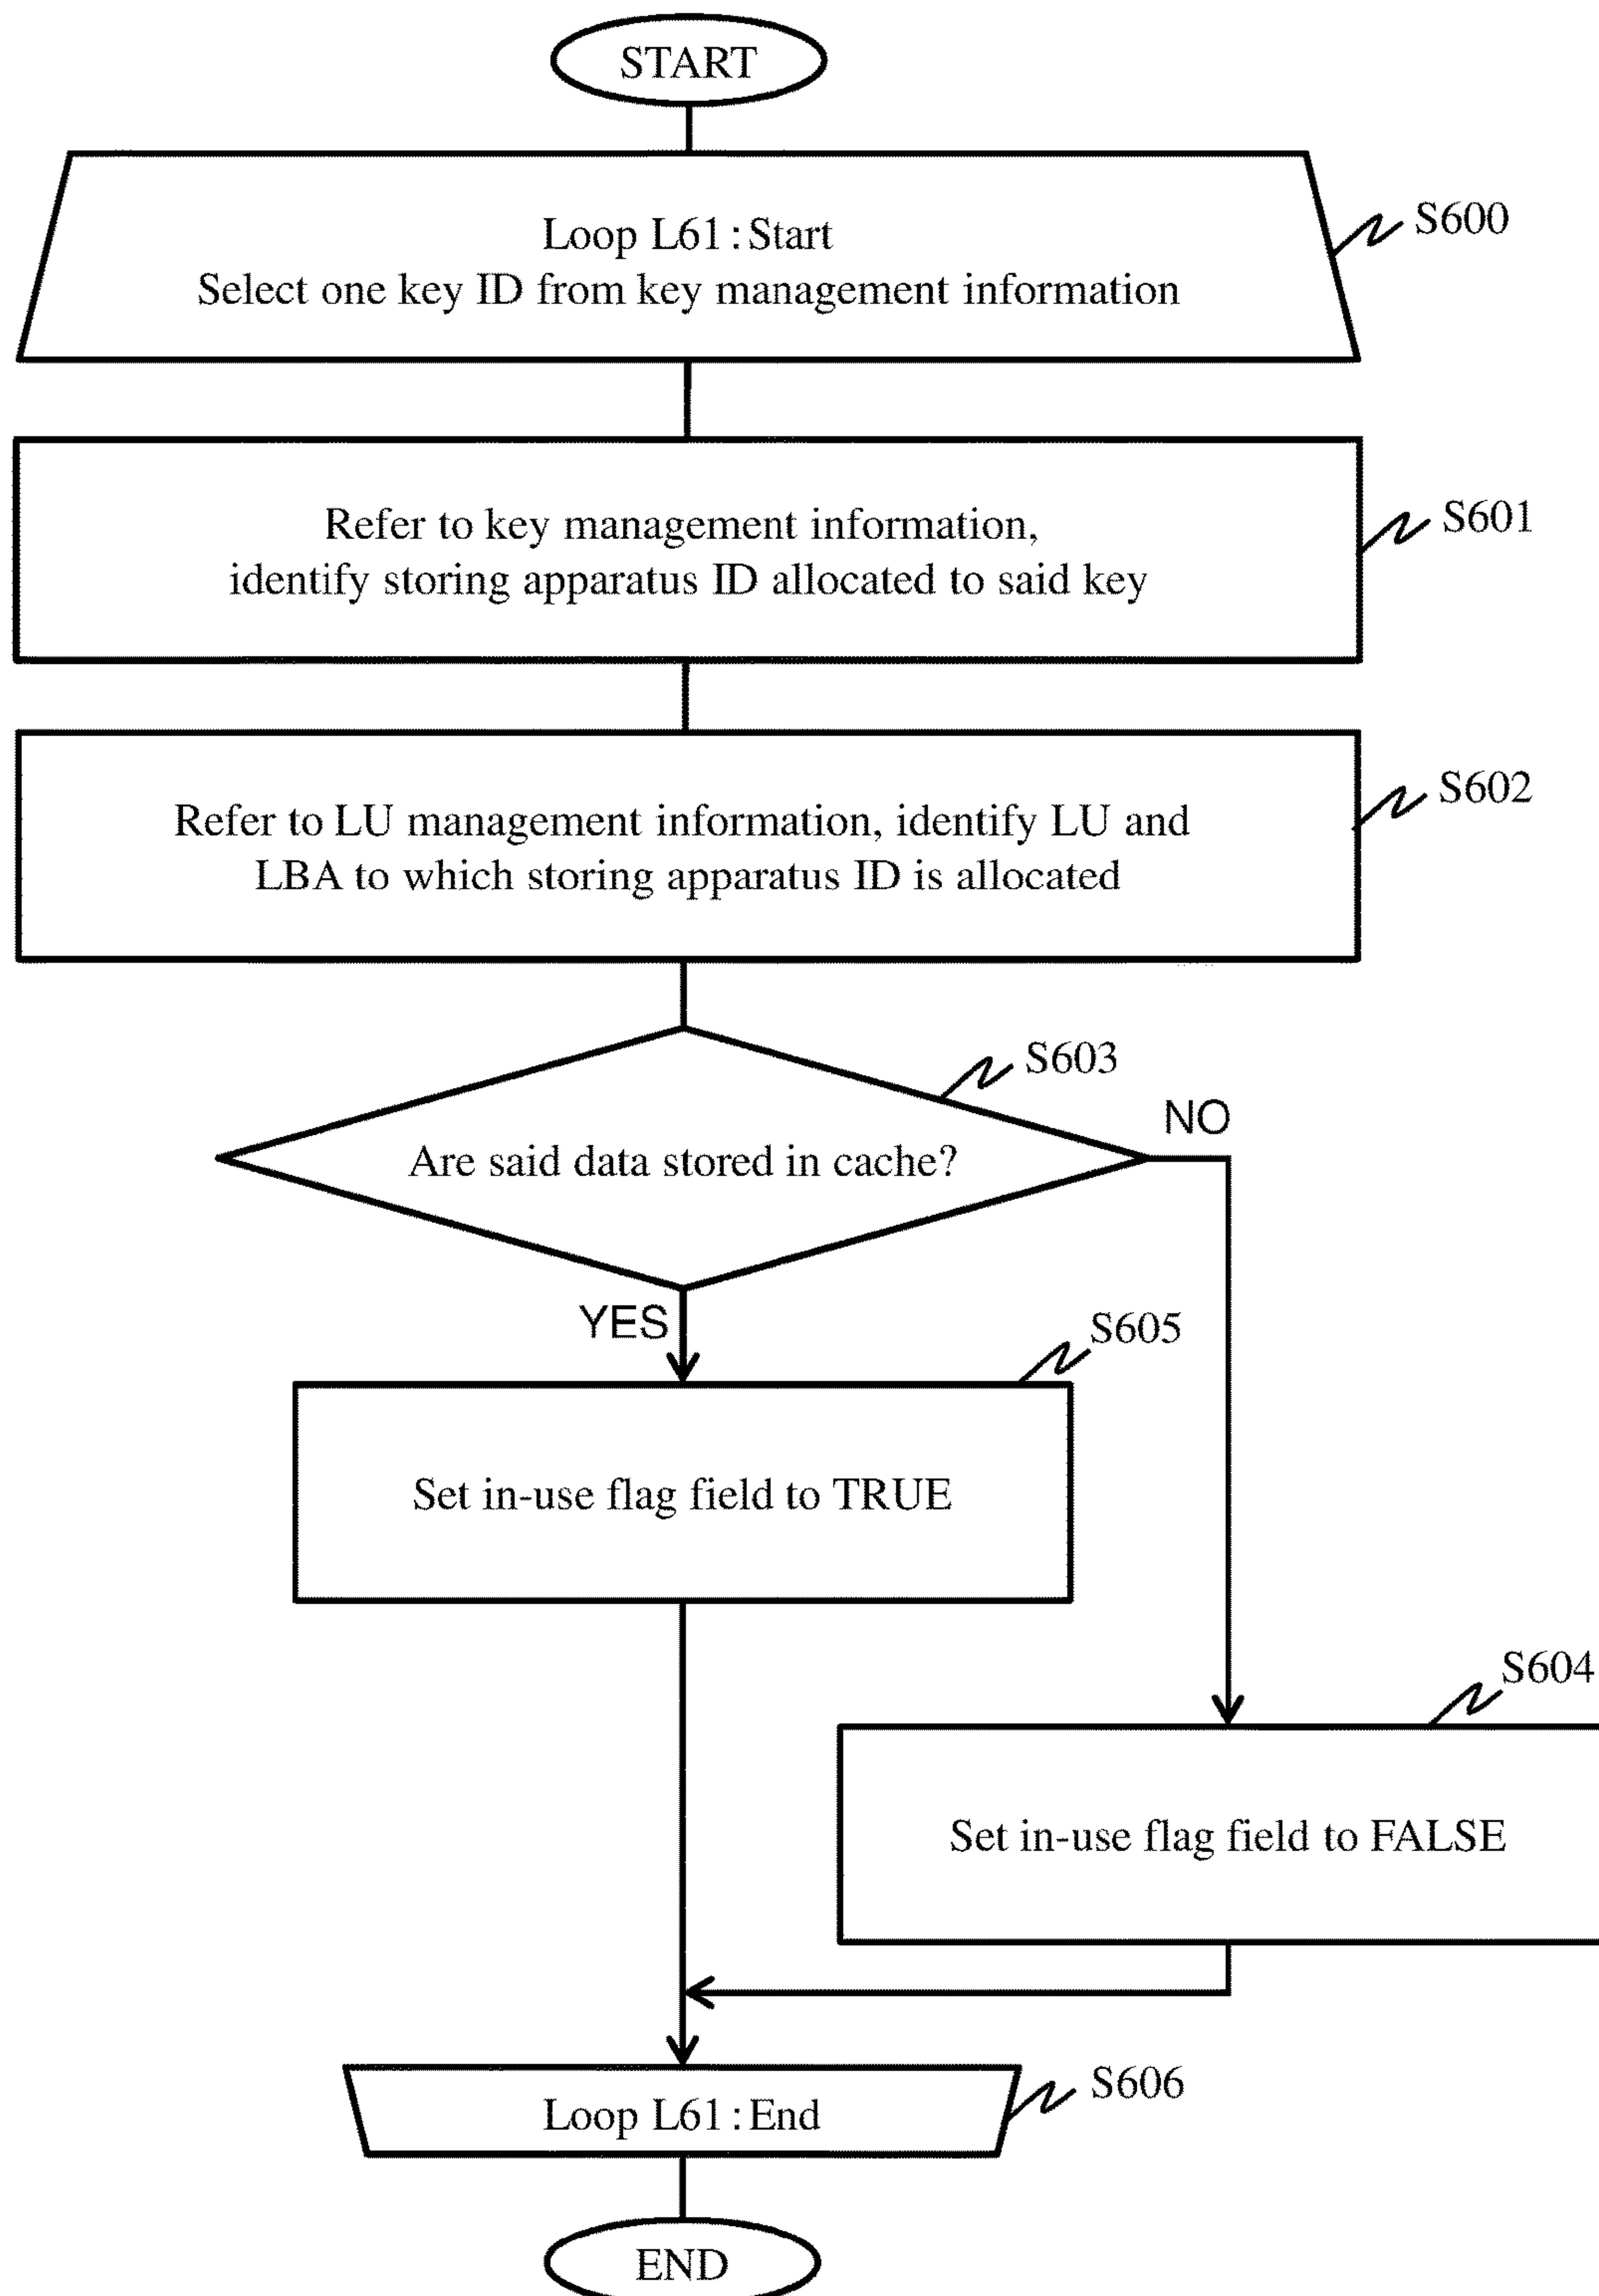 START
Loop L61:Start
Select one key ID from key management information
S600
Refer to key management information,
identify storing apparatus ID allocated to said key
S601
Refer to LU management information, identify LU and
LBA to which storing apparatus ID is allocated
S602
S603
Are said data stored in cache?
NO
YES
S605
Set in-use flag field to TRUE
S604
Set in-use flag field to FALSE
Loop L61:End
S606
END